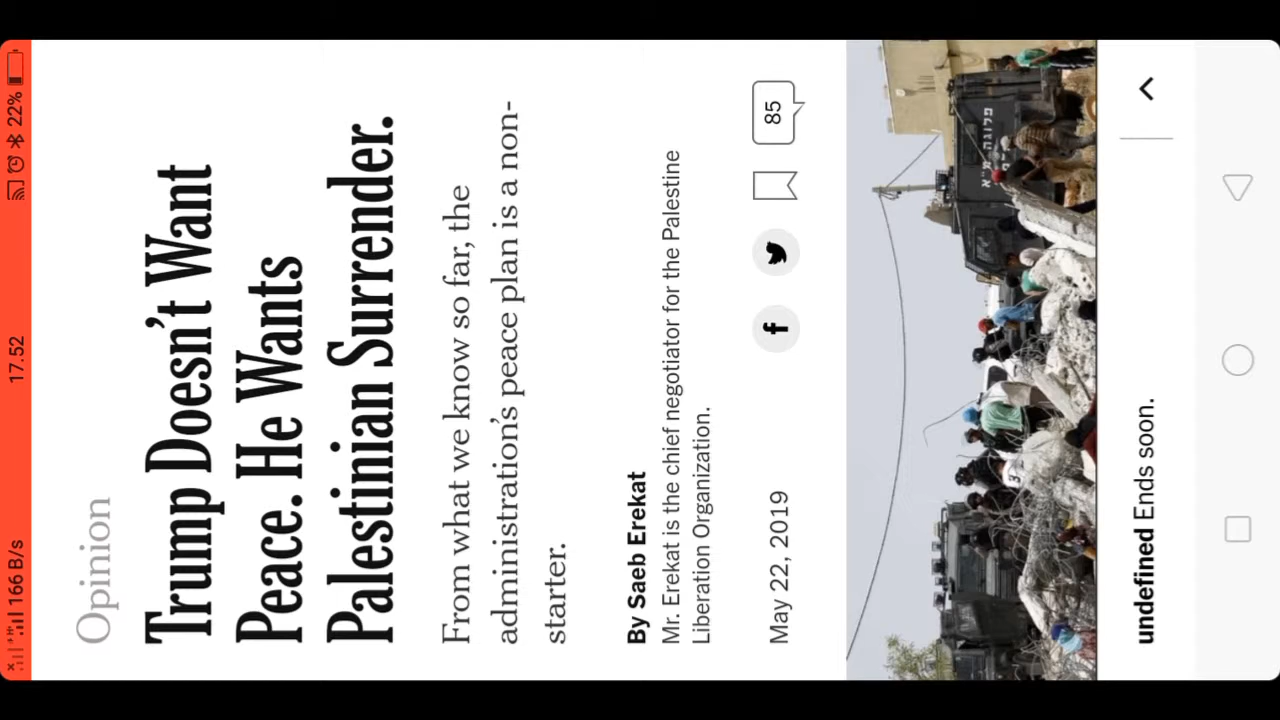 166 B/s
17.52
22%
Opinion
Trump Doesn't Want
Peace. He Wants
Palestinian Surrender.
From what we know so far, the
administration's peace plan is a non-
starter.
By Saeb Erekat
Mr. Erekat is the chief negotiator for the Palestine
Liberation Organization.
May 22, 2019
85
פלוגה מ"א
undefined Ends soon.